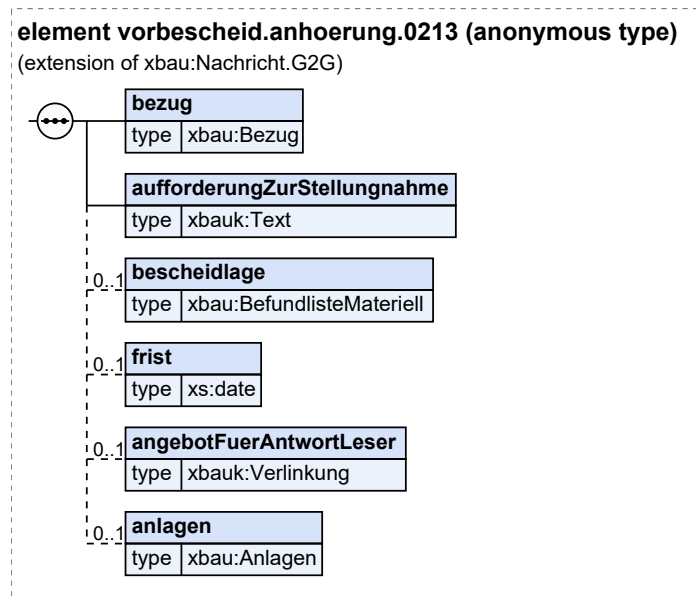 element vorbescheid.anhoerung.0213 (anonymous type)
(extension of xbau:Nachricht.G2G)
bezug
type xbau:Bezug
aufforderungZurStellungnahme
type xbauk:Text
0..1 bescheidlage
type xbau:BefundlisteMateriell
0..1 frist
type xs:date
0..1 angebotFuerAntwortLeser
type xbauk:Verlinkung
0..1 anlagen
type xbau:Anlagen